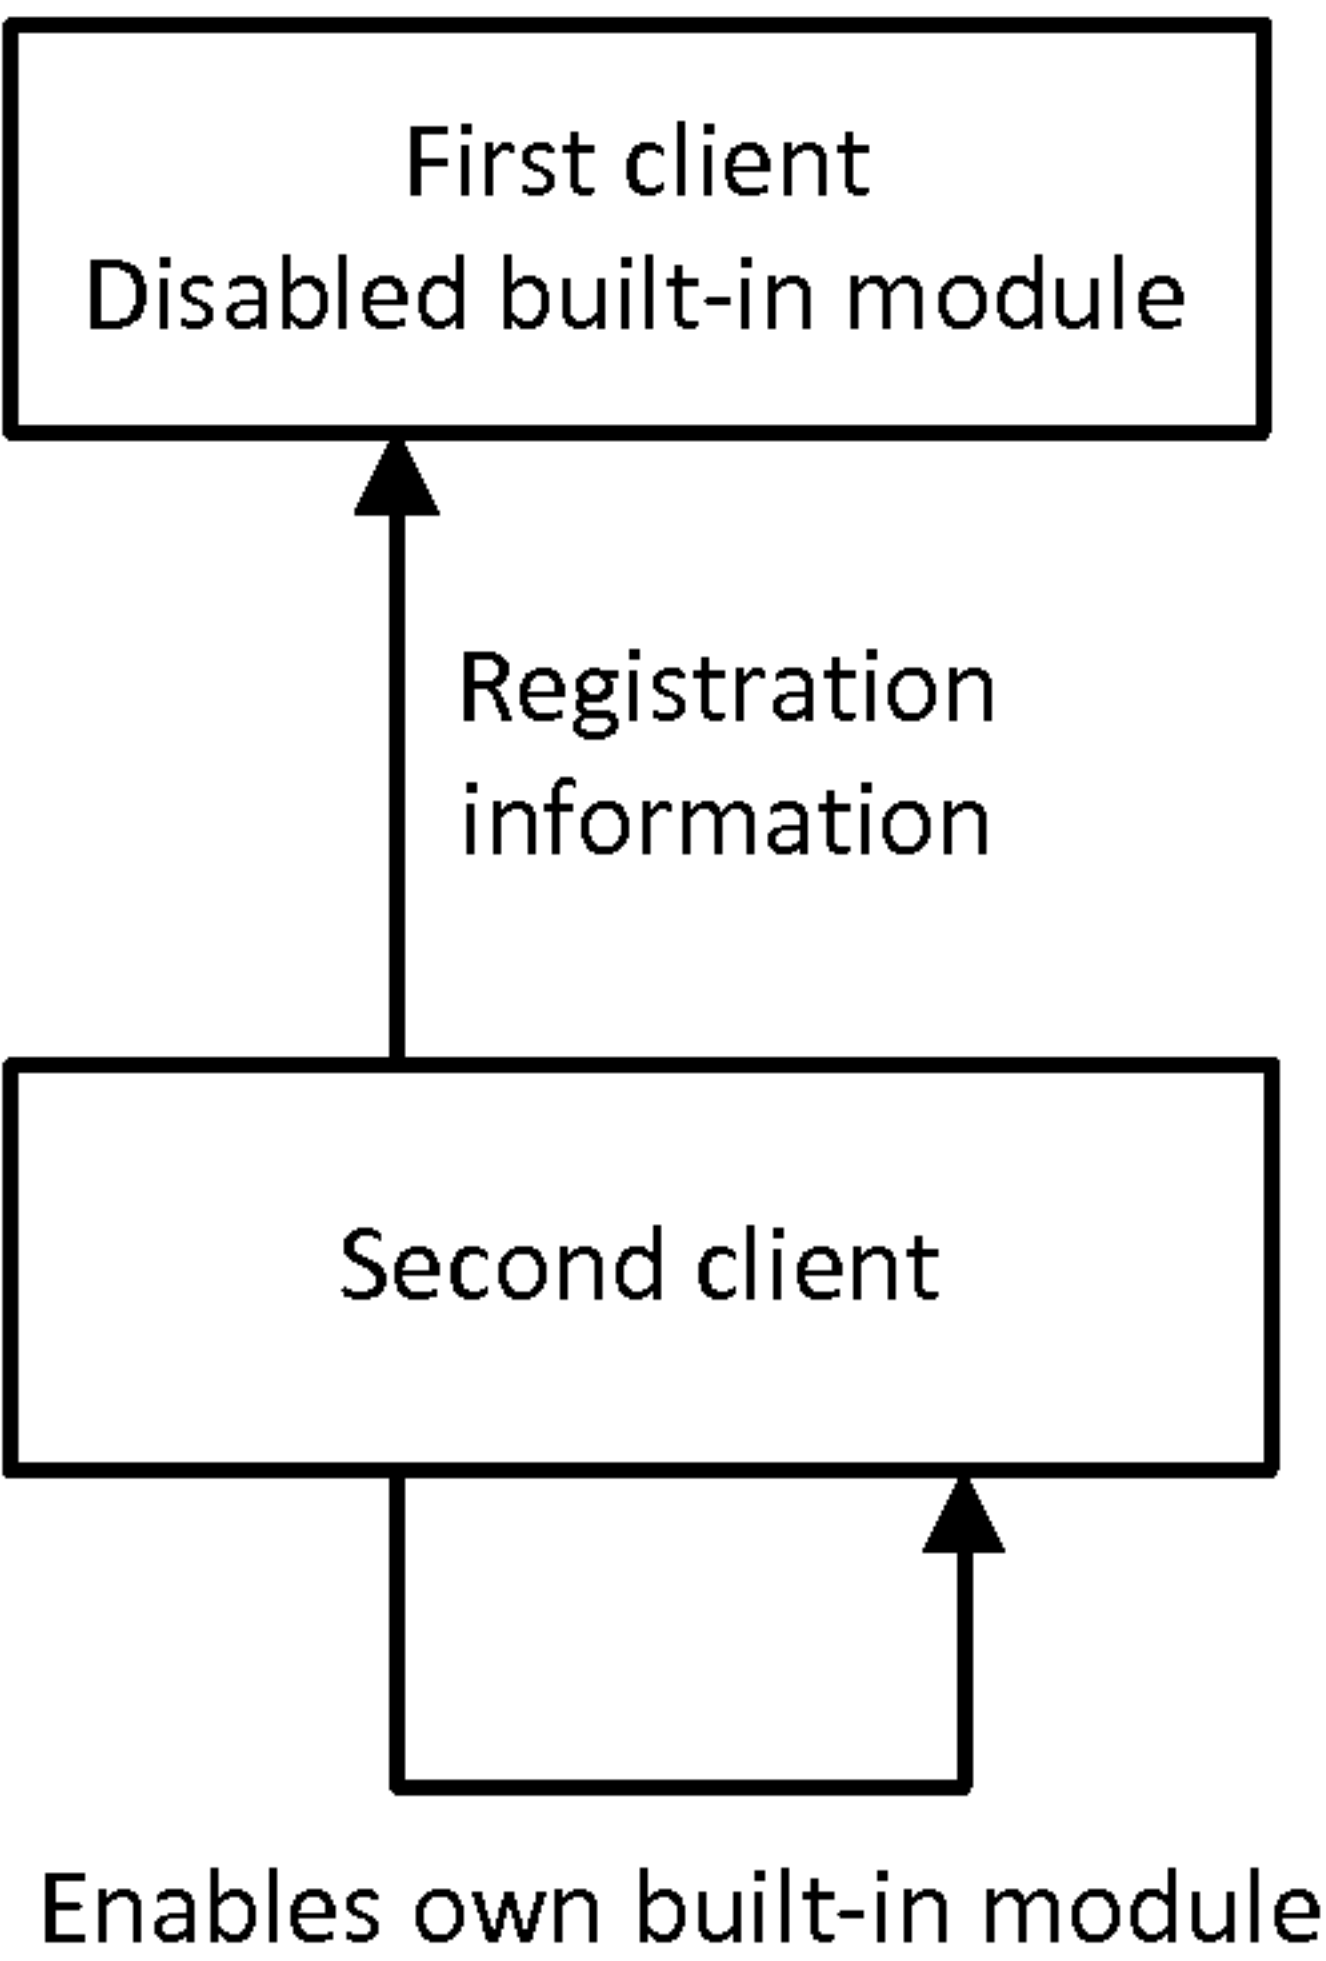 First client
Disabled built-in module
Registration
information
Second client
Enables own built-in module